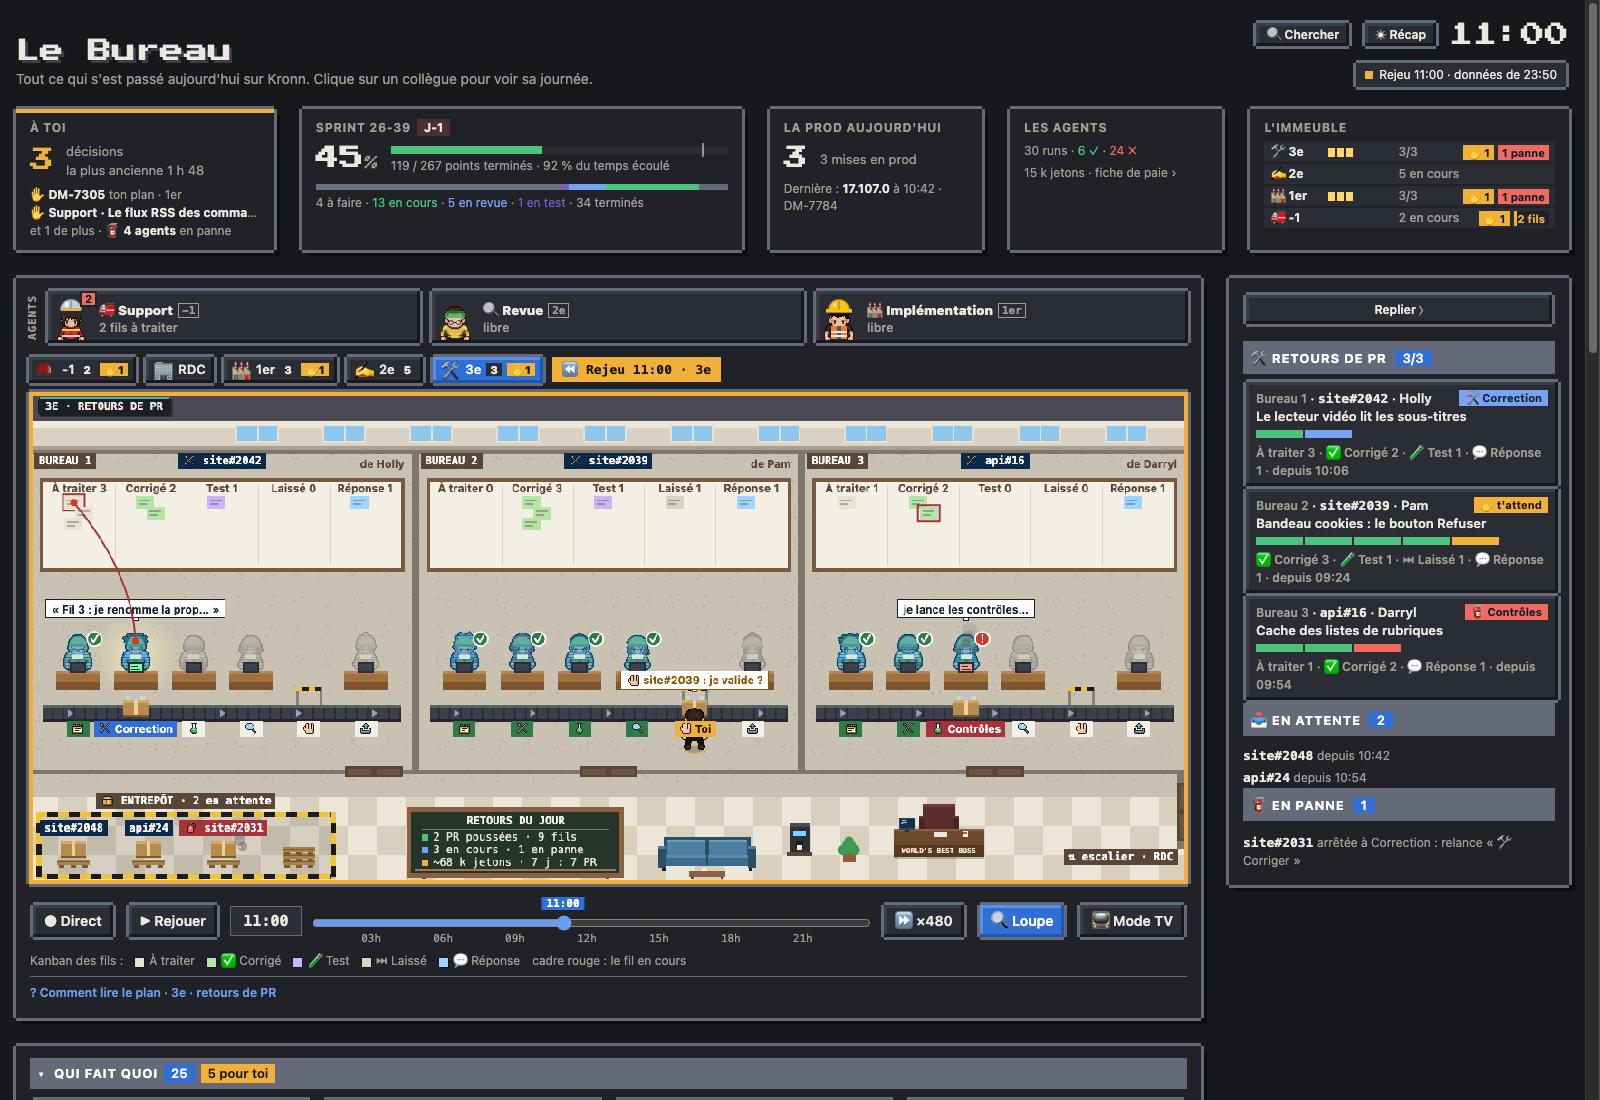 Le Bureau
Tout ce qui s'est passé aujourd'hui sur Kronn. Clique sur un collègue pour voir sa journée.
Chercher
Récap
11:00
Rejeu 11:00 · données de 23:50
À TOI
3 décisions
la plus ancienne 1 h 48
DM-7305 ton plan · 1er
Support · Le flux RSS des comma…
et 1 de plus · 4 agents en panne
SPRINT 26-39 J-1
45%
119 / 267 points terminés · 92 % du temps écoulé
4 à faire · 13 en cours · 5 en revue · 1 en test · 34 terminés
LA PROD AUJOURD'HUI
3 3 mises en prod
Dernière : 17.107.0 à 10:42 ·
DM-7784
LES AGENTS
30 runs · 6 ✓ · 24 ✕
15 k jetons · fiche de paie ›
L'IMMEUBLE
3e 3/3 1 1 panne
2e 5 en cours
1er 3/3 1 1 panne
-1 2 en cours 1 2 fils
AGENTS
2
Support -1
2 fils à traiter
Revue 2e
libre
Implémentation 1er
libre
-1 2 1
RDC
1er 3 1
2e 5
3e 3 1
Rejeu 11:00 · 3e
3E · RETOURS DE PR
BUREAU 1 site#2042 de Holly
À traiter 3 Corrigé 2 Test 1 Laissé 0 Réponse 1
« Fil 3 : je renomme la prop… »
Correction
BUREAU 2 site#2039 de Pam
À traiter 0 Corrigé 3 Test 1 Laissé 1 Réponse 1
site#2039 : je valide ?
Toi
BUREAU 3 api#16 de Darryl
À traiter 1 Corrigé 2 Test 0 Laissé 0 Réponse 1
je lance les contrôles…
Contrôles
ENTREPÔT · 2 en attente
site#2048 api#24 site#2031
RETOURS DU JOUR
2 PR poussées · 9 fils
3 en cours · 1 en panne
~68 k jetons · 7 j : 7 PR
WORLD'S BEST BOSS
escalier · RDC
Direct
Rejouer
11:00
11:00
03h 06h 09h 12h 15h 18h 21h
×480
Loupe
Mode TV
Kanban des fils : À traiter Corrigé Test Laissé Réponse cadre rouge : le fil en cours
? Comment lire le plan · 3e · retours de PR
QUI FAIT QUOI 25 5 pour toi
Replier ›
RETOURS DE PR 3/3
Bureau 1 · site#2042 · Holly Correction
Le lecteur vidéo lit les sous-titres
À traiter 3 · Corrigé 2 · Test 1 · Réponse
1 · depuis 10:06
Bureau 2 · site#2039 · Pam t'attend
Bandeau cookies : le bouton Refuser
Corrigé 3 · Test 1 · Laissé 1 · Réponse
1 · depuis 09:24
Bureau 3 · api#16 · Darryl Contrôles
Cache des listes de rubriques
À traiter 1 · Corrigé 2 · Réponse 1 · depuis
09:54
EN ATTENTE 2
site#2048 depuis 10:42
api#24 depuis 10:54
EN PANNE 1
site#2031 arrêtée à Correction : relance «
Corriger »